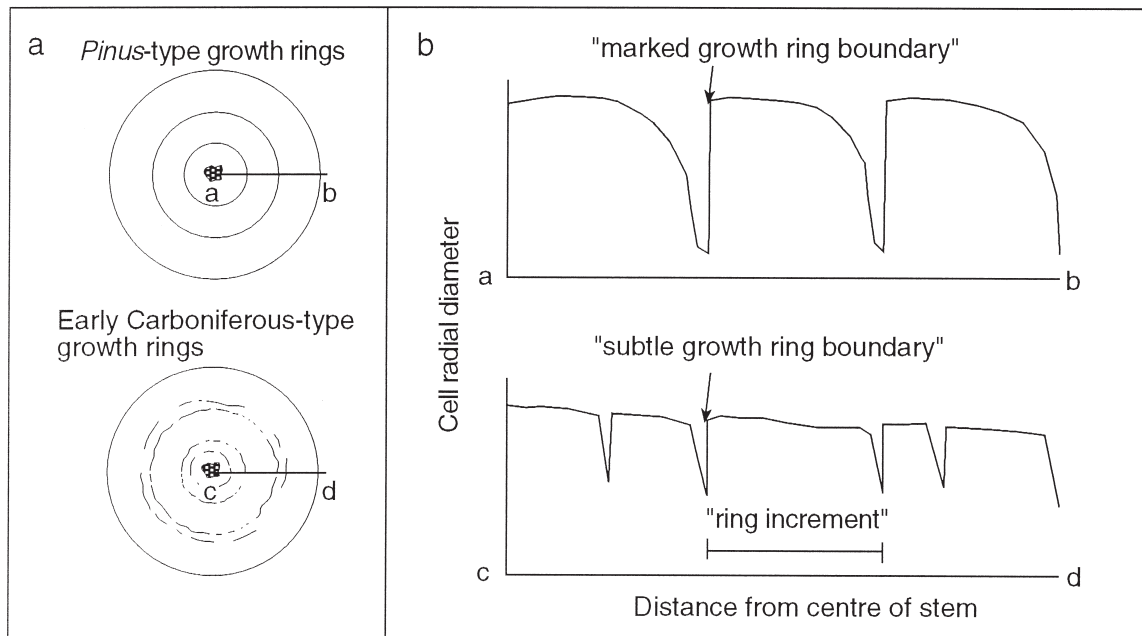 a
Pinus-type growth rings
a
b
Early Carboniferous-type
growth rings
c
d
b
"marked growth ring boundary"
Cell radial diameter
a
b
"subtle growth ring boundary"
"ring increment"
c
d
Distance from centre of stem